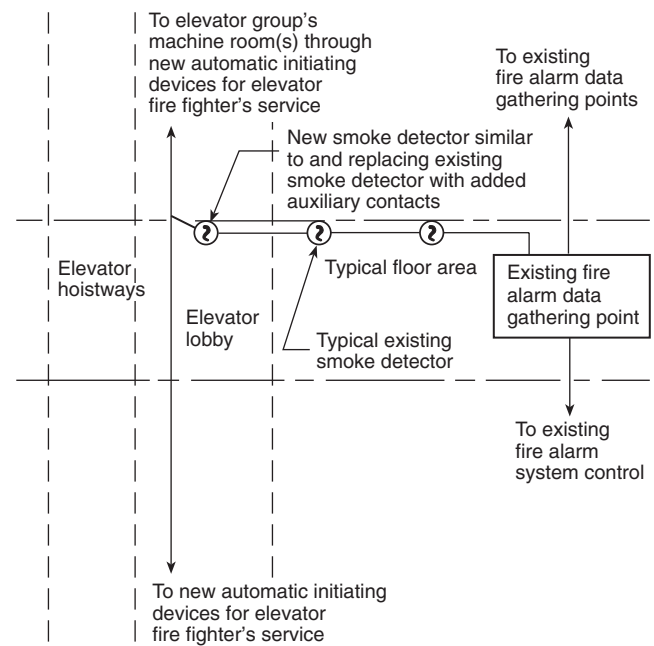 To elevator group's
machine room(s) through
new automatic initiating
devices for elevator
fire fighter's service
To existing
fire alarm data
gathering points
New smoke detector similar
to and replacing existing
smoke detector with added
auxiliary contacts
Elevator
hoistways
Elevator
lobby
Typical floor area
Typical existing
smoke detector
Existing fire
alarm data
gathering point
To existing
fire alarm
system control
To new automatic initiating
devices for elevator
fire fighter's service